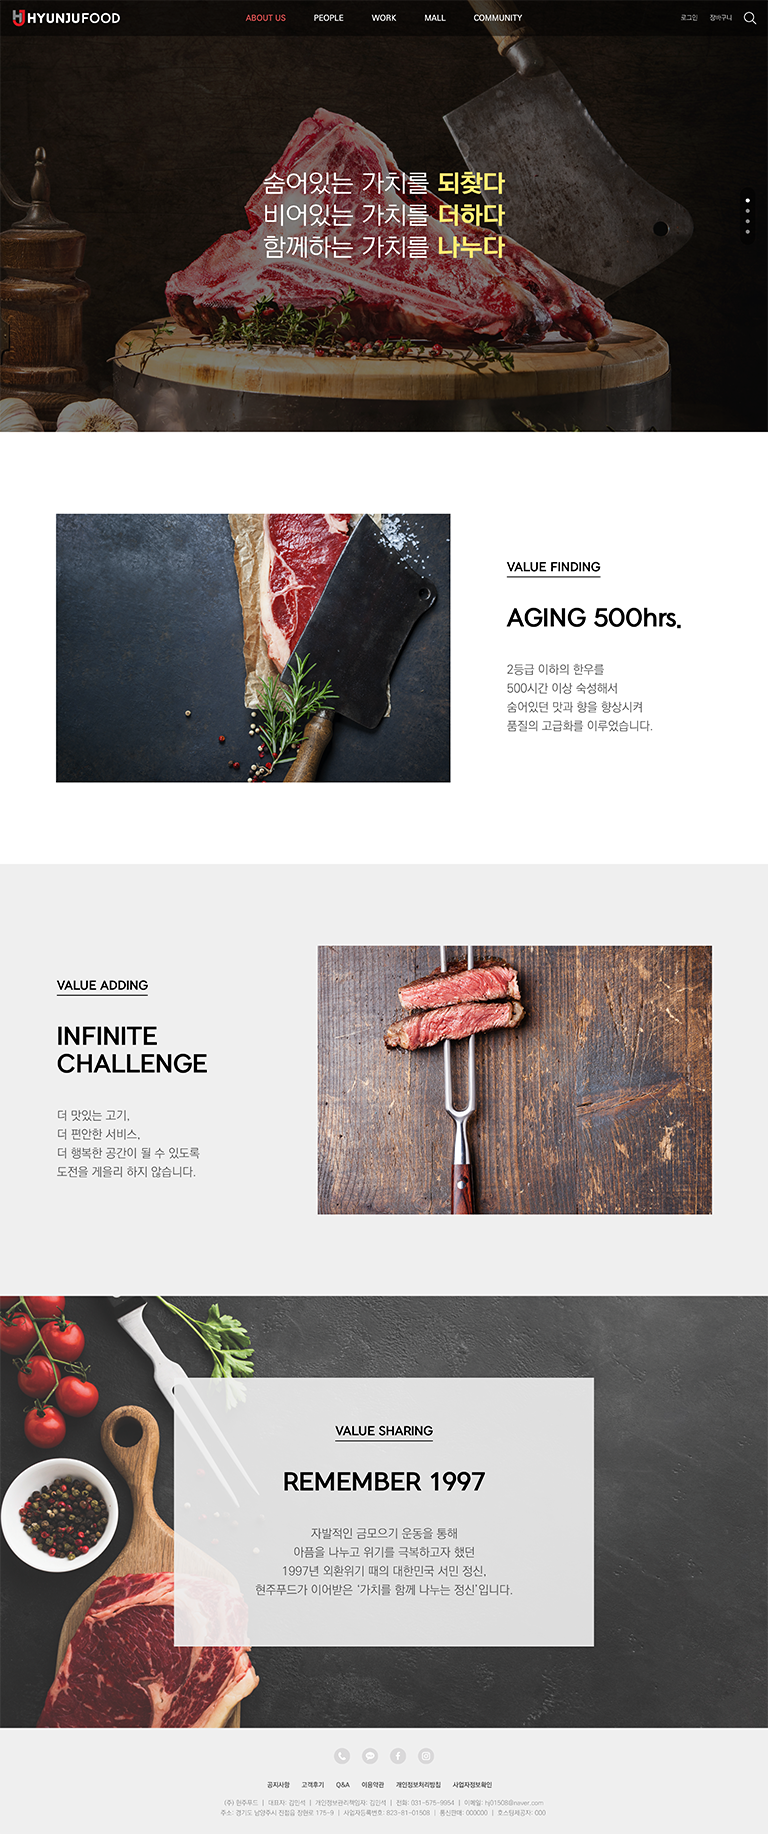 HYUNJUFOOD
ABOUT US PEOPLE WORK MALL COMMUNITY
로그인 장바구니
숨어있는 가치를 되찾다
비어있는 가치를 더하다
함께하는 가치를 나누다
VALUE FINDING
AGING 500hrs.
2등급 이하의 한우를
500시간 이상 숙성해서
숨어있던 맛과 향을 향상시켜
품질의 고급화를 이루었습니다.
VALUE ADDING
INFINITE
CHALLENGE
더 맛있는 고기,
더 편안한 서비스,
더 행복한 공간이 될 수 있도록
도전을 게을리 하지 않습니다.
VALUE SHARING
REMEMBER 1997
자발적인 금모으기 운동을 통해
아픔을 나누고 위기를 극복하고자 했던
1997년 외환위기 때의 대한민국 서민 정신,
현주푸드가 이어받은 '가치를 함께 나누는 정신'입니다.
공지사항 고객후기 Q&A 이용약관 개인정보처리방침 사업자정보확인
(주) 현주푸드 | 대표자: 김인석 | 개인정보관리책임자: 김인석 | 전화: 031-575-9954 | 이메일: hj01508@naver.com
주소: 경기도 남양주시 진접읍 장현로 175-9 | 사업자등록번호: 823-81-01508 | 통신판매: 000000 | 호스팅제공자: 000